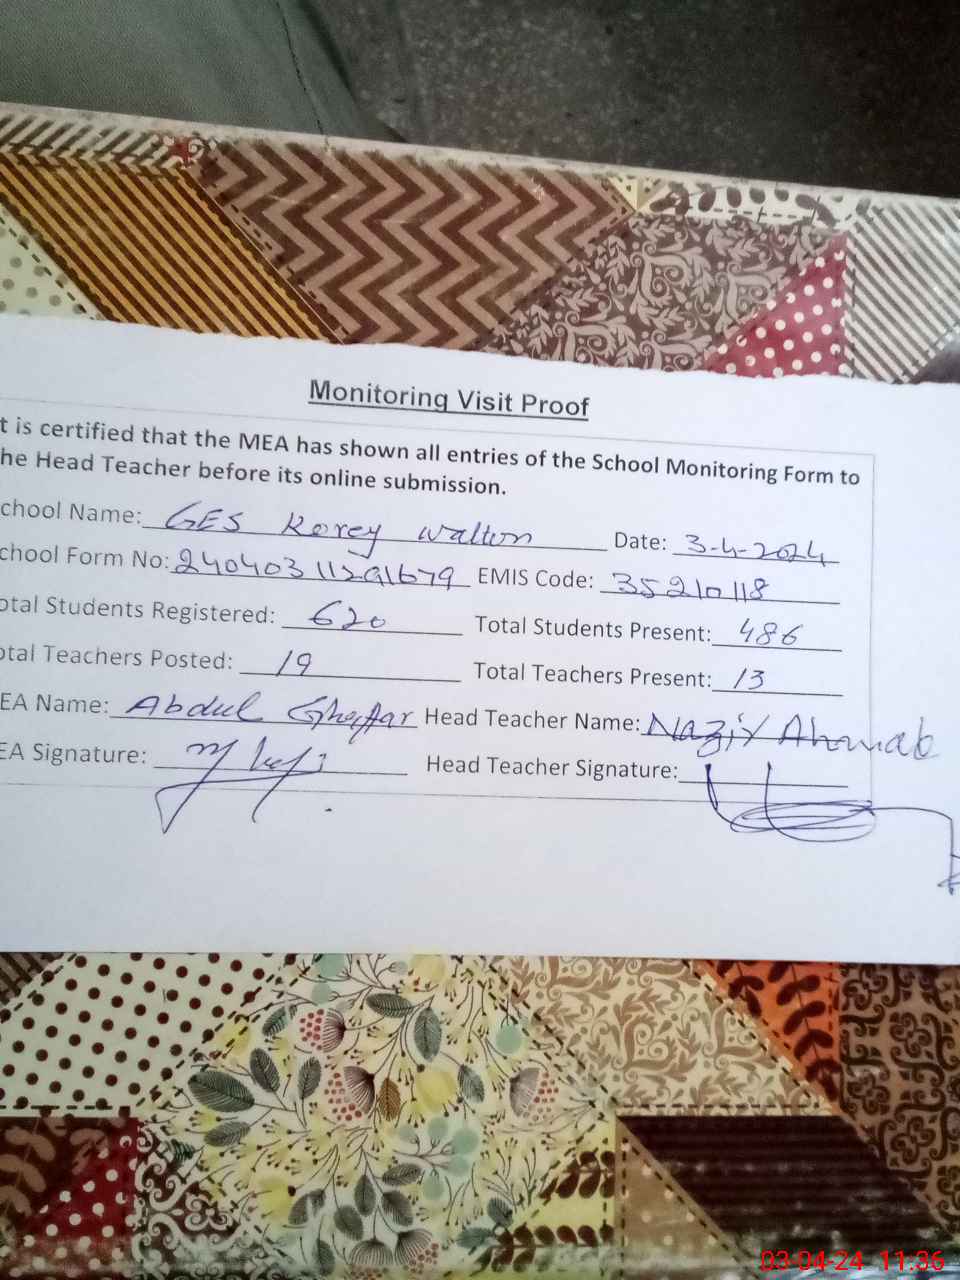 Monitoring Visit Proof
t is certified that the MEA has shown all entries of the School Monitoring Form to
he Head Teacher before its online submission.
chool Name: GES Korey Walton Date: 3-4-2024
chool Form No: 24040311291679 EMIS Code: 35210118
otal Students Registered: 620 Total Students Present: 486
otal Teachers Posted: 19 Total Teachers Present: 13
EA Name: Abdul Ghaffar Head Teacher Name: Nazir Ahmab
EA Signature: Head Teacher Signature:
03-04-24 11:36